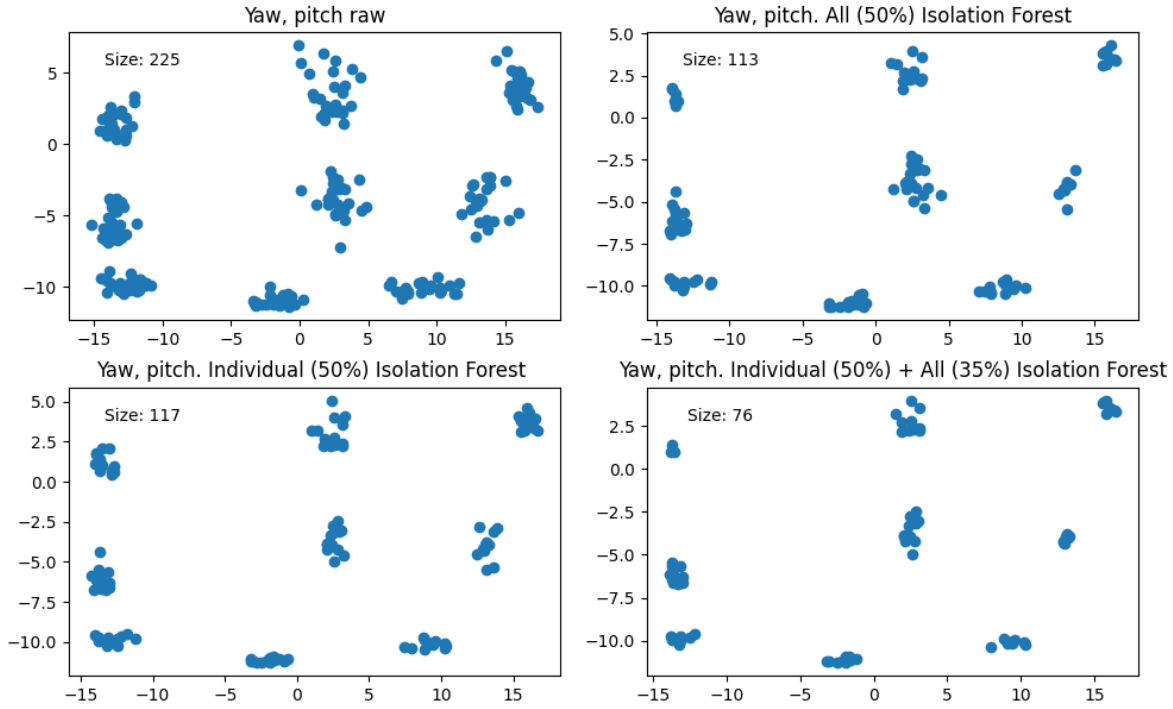 Yaw, pitch raw
Size: 225
5
0
−5
−10
−15 −10 −5 0 5 10 15
Yaw, pitch. All (50%) Isolation Forest
Size: 113
5.0
2.5
0.0
−2.5
−5.0
−7.5
−10.0
−15 −10 −5 0 5 10 15
Yaw, pitch. Individual (50%) Isolation Forest
Size: 117
5.0
2.5
0.0
−2.5
−5.0
−7.5
−10.0
−15 −10 −5 0 5 10 15
Yaw, pitch. Individual (50%) + All (35%) Isolation Forest
Size: 76
2.5
0.0
−2.5
−5.0
−7.5
−10.0
−15 −10 −5 0 5 10 15